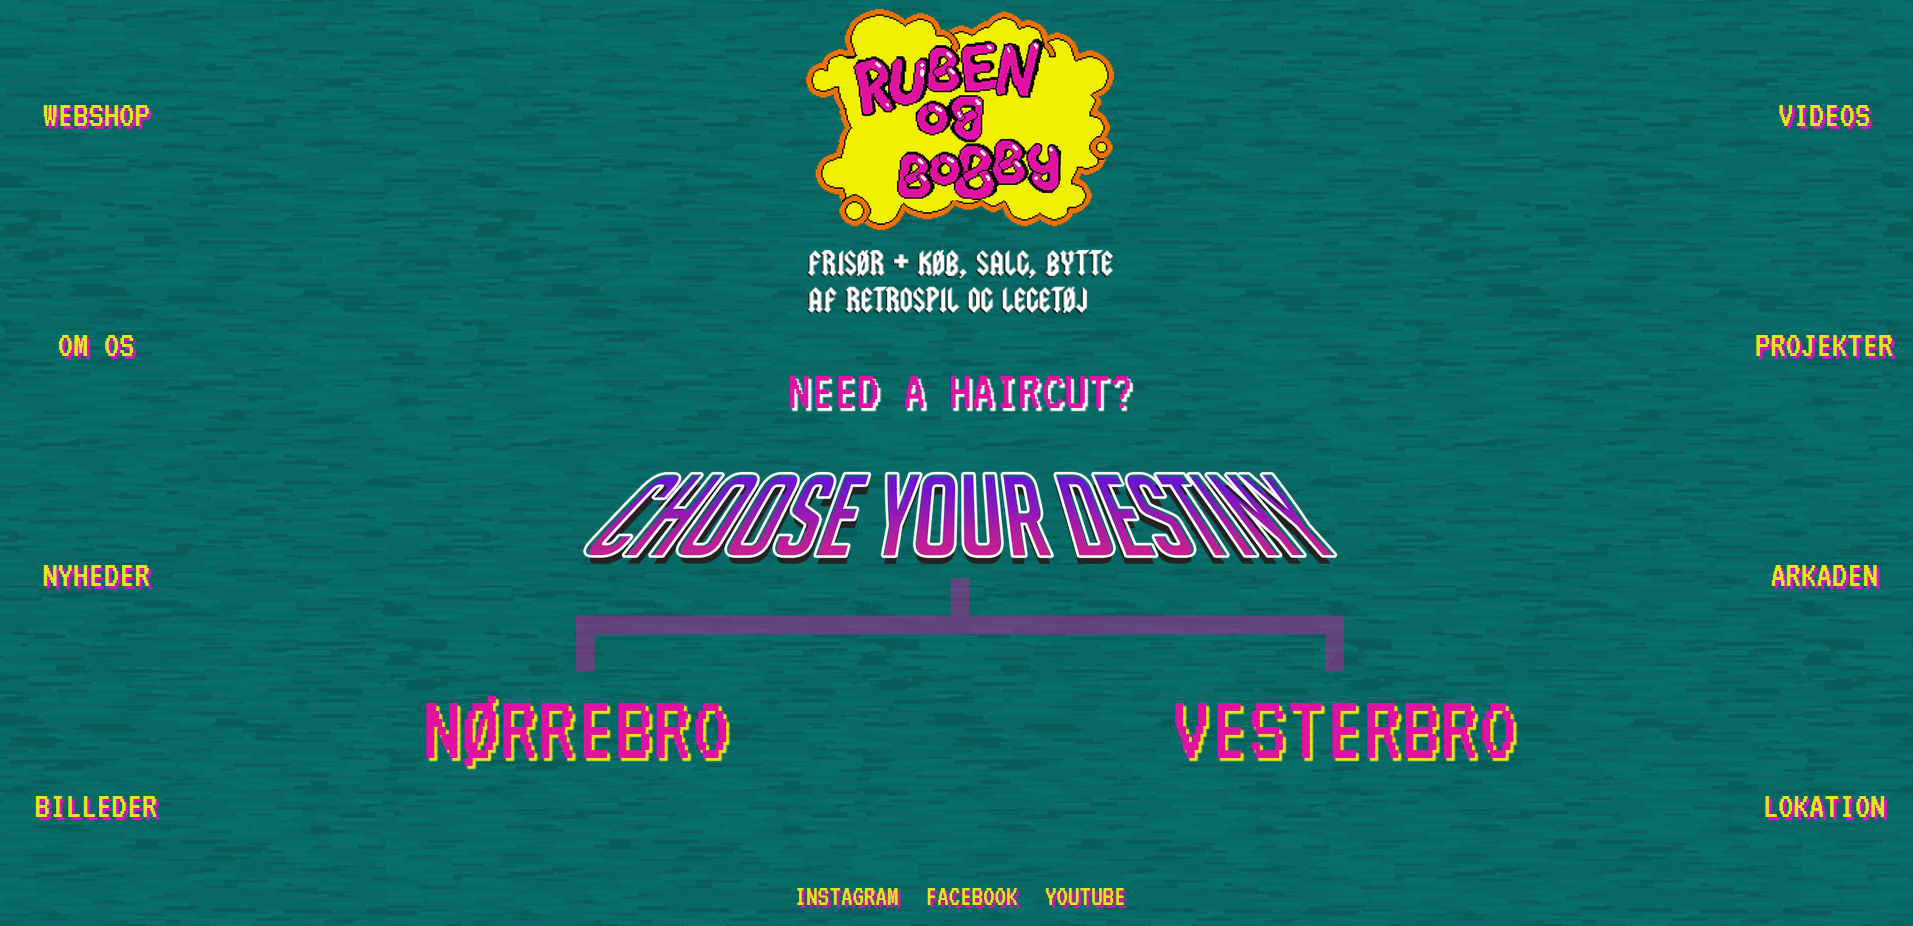 RUBEN
OG
BOBBY
FRISØR + KØB, SALG, BYTTE
AF RETROSPIL OG LEGETØJ
WEBSHOP
VIDEOS
OM OS
PROJEKTER
NEED A HAIRCUT?
CHOOSE YOUR DESTINY
NYHEDER
ARKADEN
NØRREBRO
VESTERBRO
BILLEDER
LOKATION
INSTAGRAM FACEBOOK YOUTUBE